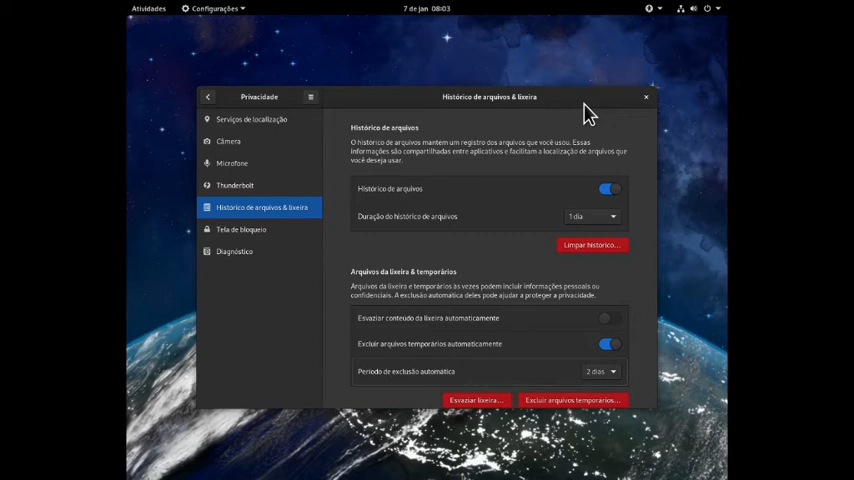 Atividades
Configurações
7 de jan 08:03
Privacidade
Histórico de arquivos & lixeira
Serviços de localização
Câmera
Microfone
Thunderbolt
Histórico de arquivos & lixeira
Tela de bloqueio
Diagnóstico
Histórico de arquivos
O histórico de arquivos mantém um registro dos arquivos que você usou. Essas
informações são compartilhadas entre aplicativos e facilitam a localização de arquivos que
você deseja usar.
Histórico de arquivos
Duração do histórico de arquivos
1 dia
Limpar histórico...
Arquivos da lixeira & temporários
Arquivos da lixeira e temporários às vezes podem incluir informações pessoais ou
confidenciais. A exclusão automática deles pode ajudar a proteger a privacidade.
Esvaziar conteúdo da lixeira automaticamente
Excluir arquivos temporários automaticamente
Período de exclusão automática
2 dias
Esvaziar lixeira...
Excluir arquivos temporários...